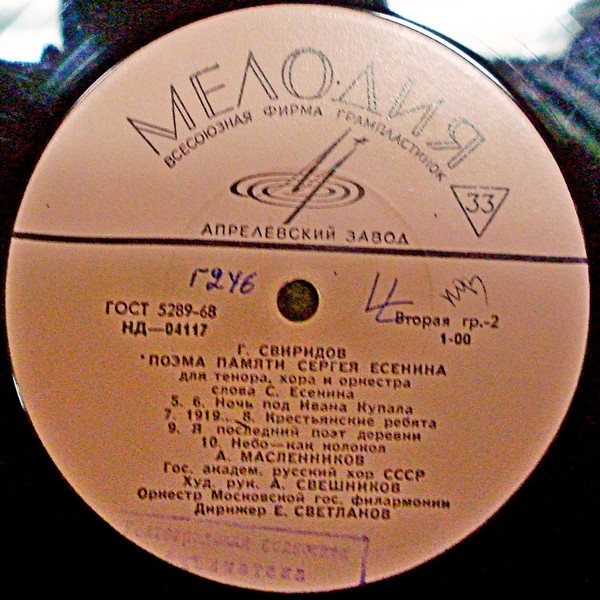 МЕЛОДИЯ
ВСЕСОЮЗНАЯ ФИРМА ГРАМПЛАСТИНОК
33
АПРЕЛЕВСКИЙ ЗАВОД
Г246
ГОСТ 5289-68
НД—04117
Вторая гр.-2
1-00
Г. СВИРИДОВ
ПОЭМА ПАМЯТИ СЕРГЕЯ ЕСЕНИНА
для тенора, хора и оркестра
слова С. Есенина
5. 6. Ночь под Ивана Купала
7. 1919.. 8. Крестьянские ребята
9. Я последний поэт деревни
10. Небо—как колокол
А. МАСЛЕННИКОВ
Гос. академ. русский хор СССР
Худ. рук. А. СВЕШНИКОВ
Оркестр Московской гос. филармонии
Дирижер Е. СВЕТЛАНОВ